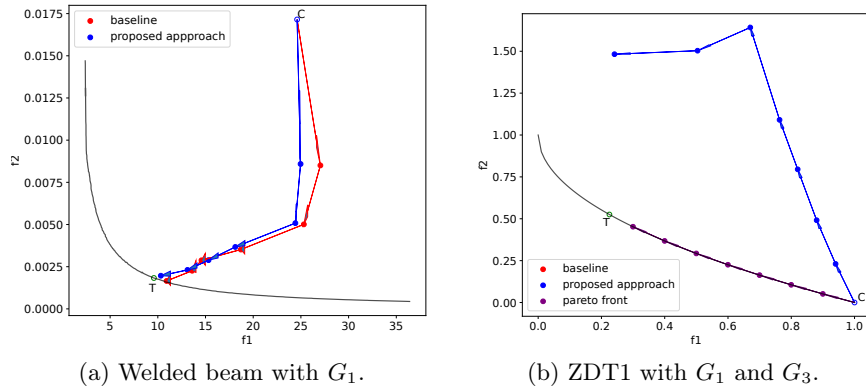 0.0175
0.0150
0.0125
0.0100
0.0075
0.0050
0.0025
0.0000
f2
5 10 15 20 25 30 35
f1
baseline
proposed appproach
C
T
(a) Welded beam with G1.
1.50
1.25
1.00
0.75
0.50
0.25
0.00
f2
0.0 0.2 0.4 0.6 0.8 1.0
f1
T
C
baseline
proposed appproach
pareto front
(b) ZDT1 with G1 and G3.